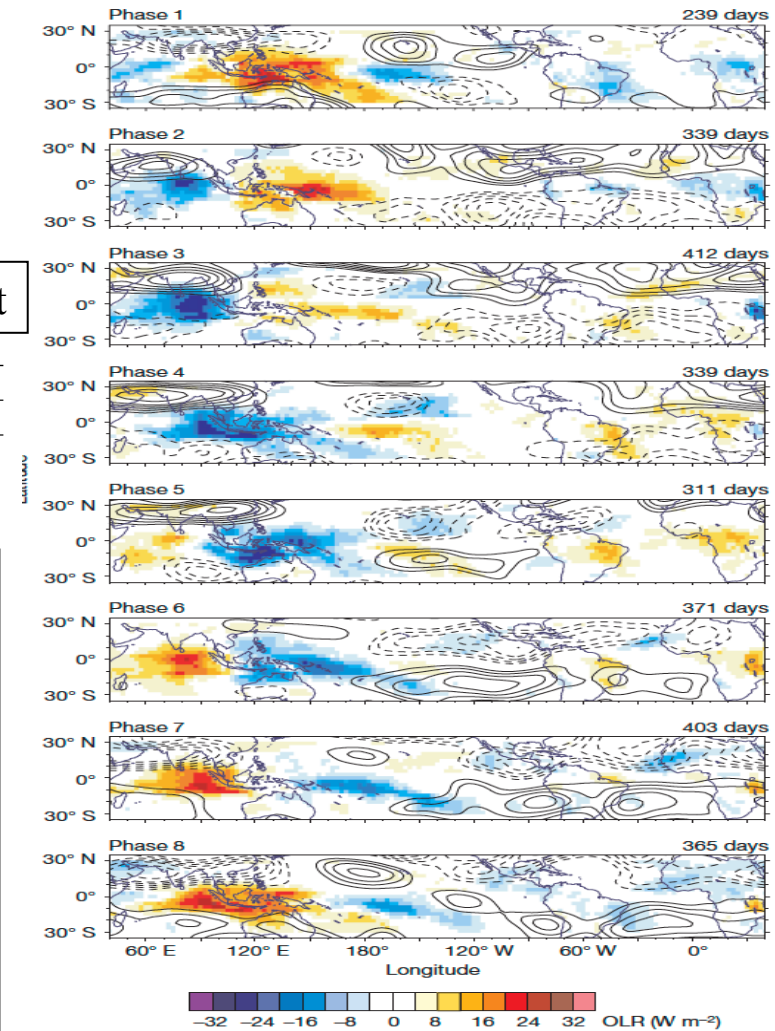 Phase 1 239 days
30° N
0°
30° S
Phase 2 339 days
30° N
0°
30° S
Phase 3 412 days
30° N
t
0°
30° S
Phase 4 339 days
30° N
0°
30° S
Phase 5 311 days
30° N
0°
30° S
Phase 6 371 days
30° N
0°
30° S
Phase 7 403 days
30° N
0°
30° S
Phase 8 365 days
30° N
0°
30° S
60° E 120° E 180° 120° W 60° W 0°
Longitude
−32 −24 −16 −8 0 8 16 24 32 OLR (W m⁻²)